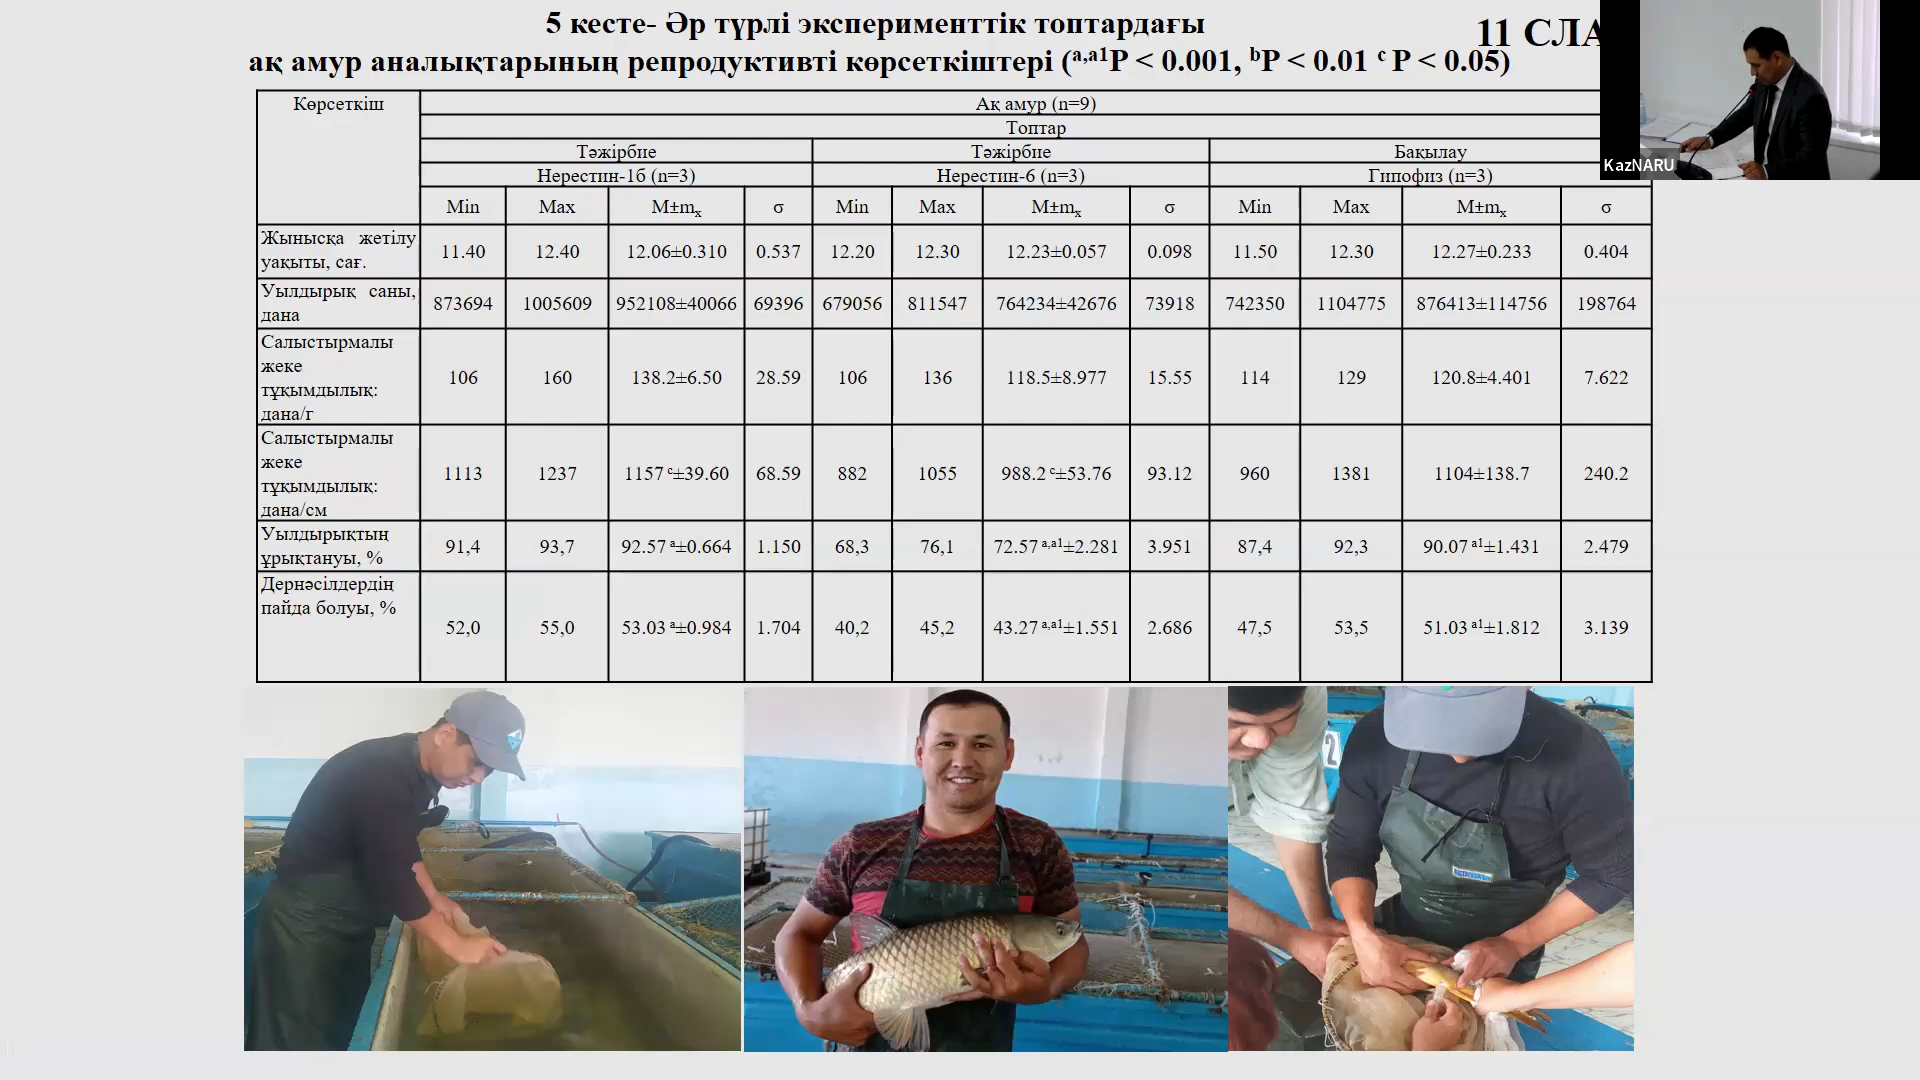 5 кесте- Әр түрлі эксперименттік топтардағы
11 СЛА
ақ амур аналықтарының репродуктивті көрсеткіштері (a,a1P < 0.001, bP < 0.01 c P < 0.05)
KazNARU
Көрсеткіш
Ақ амур (n=9)
Топтар
Тәжірбие Тәжірбие Бақылау
Нерестин-1б (n=3) Нерестин-6 (n=3) Гипофиз (n=3)
Min Max M±mx σ Min Max M±mx σ Min Max M±mx σ
Жынысқа жетілу
уақыты, сағ.
11.40 12.40 12.06±0.310 0.537 12.20 12.30 12.23±0.057 0.098 11.50 12.30 12.27±0.233 0.404
Уылдырық саны,
дана
873694 1005609 952108±40066 69396 679056 811547 764234±42676 73918 742350 1104775 876413±114756 198764
Салыстырмалы
жеке
тұқымдылық:
дана/г
106 160 138.2±6.50 28.59 106 136 118.5±8.977 15.55 114 129 120.8±4.401 7.622
Салыстырмалы
жеке
тұқымдылық:
дана/см
1113 1237 1157 c±39.60 68.59 882 1055 988.2 c±53.76 93.12 960 1381 1104±138.7 240.2
Уылдырықтың
ұрықтануы, %
91,4 93,7 92.57 a±0.664 1.150 68,3 76,1 72.57 a,a1±2.281 3.951 87,4 92,3 90.07 a1±1.431 2.479
Дернәсілдердің
пайда болуы, %
52,0 55,0 53.03 a±0.984 1.704 40,2 45,2 43.27 a,a1±1.551 2.686 47,5 53,5 51.03 a1±1.812 3.139
2